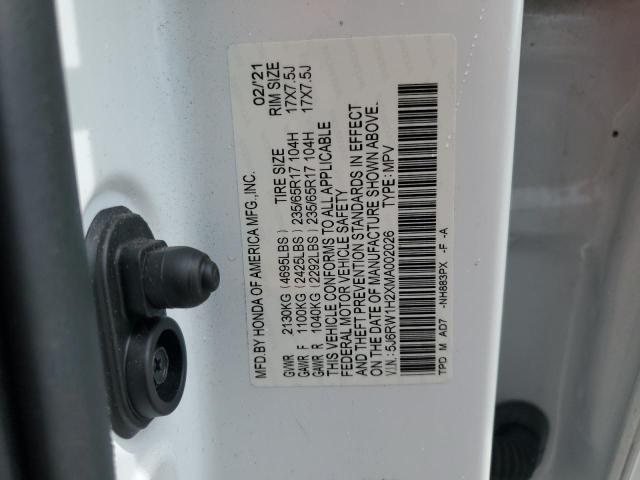 MFD.BY HONDA OF AMERICA MFG.,INC. 02/'21
GVWR 2130KG (4695LBS) TIRE SIZE RIM SIZE
GAWR F 1100KG (2425LBS) 235/65R17 104H 17X7.5J
GAWR R 1040KG (2292LBS) 235/65R17 104H 17X7.5J
THIS VEHICLE CONFORMS TO ALL APPLICABLE
FEDERAL MOTOR VEHICLE SAFETY
AND THEFT PREVENTION STANDARDS IN EFFECT
ON THE DATE OF MANUFACTURE SHOWN ABOVE.
V.I.N.: 5J6RW1H2XMA002026 TYPE: MPV
TPD M AD7 -NH883PX -F -A